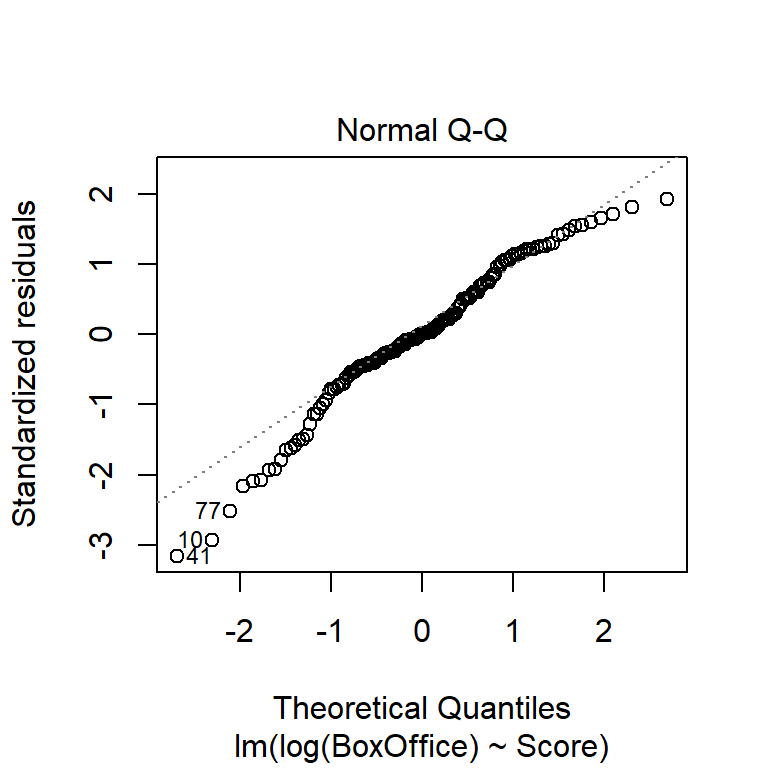 Normal Q-Q
Standardized residuals
2
1
0
-1
-2
-3
77
10
41
-2 -1 0 1 2
Theoretical Quantiles
lm(log(BoxOffice) ~ Score)